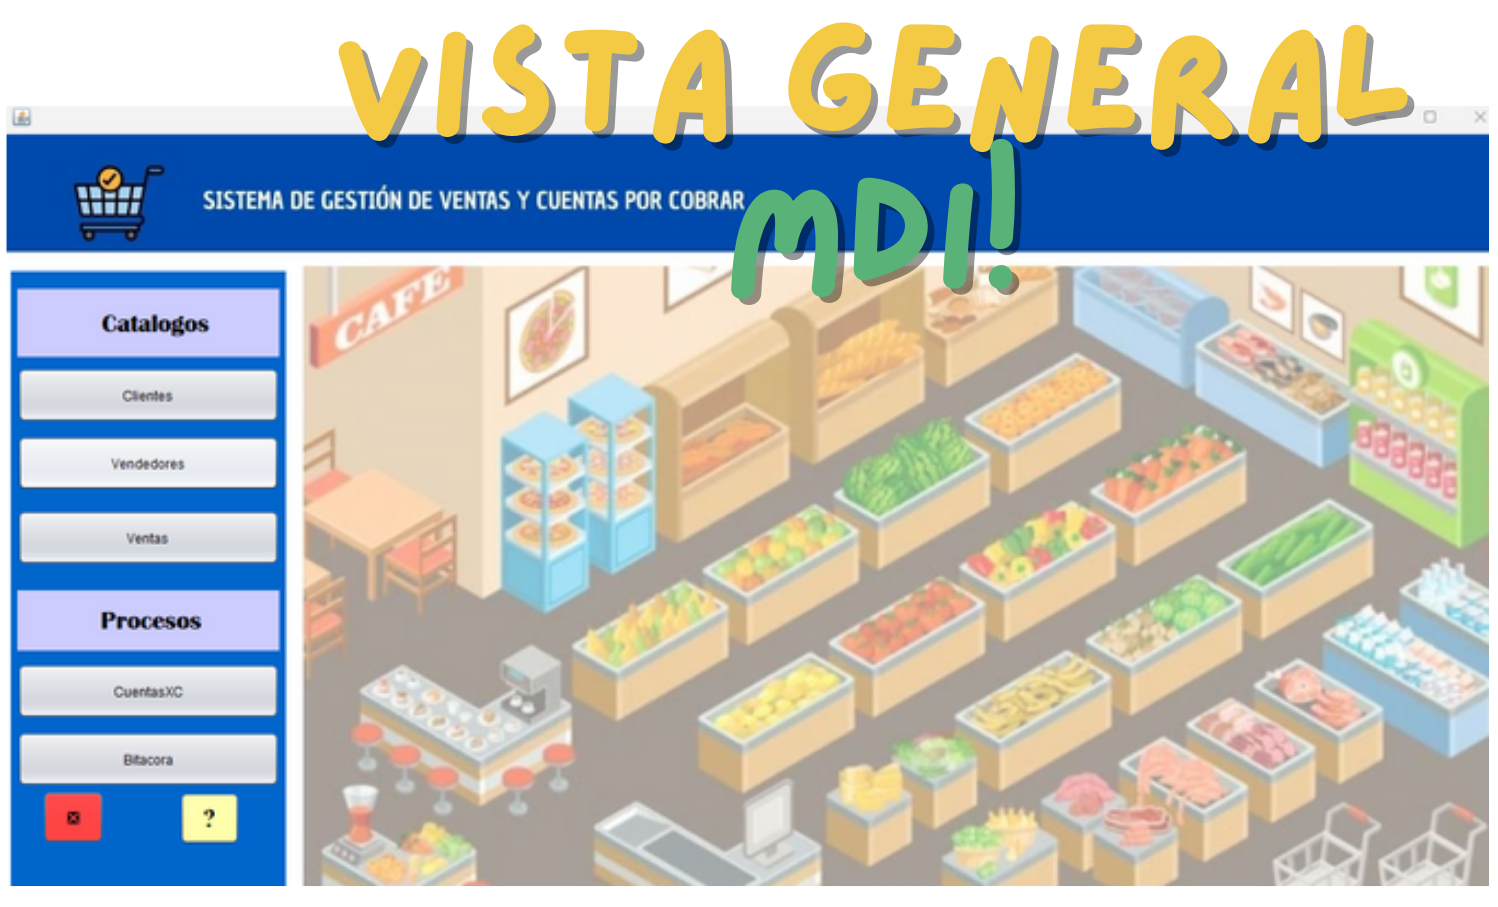 VISTA GENERAL
MDI!
SISTEMA DE GESTIÓN DE VENTAS Y CUENTAS POR COBRAR
Catalogos
Clientes
Vendedores
Ventas
Procesos
CuentasXC
Bitacora
?
CAFE